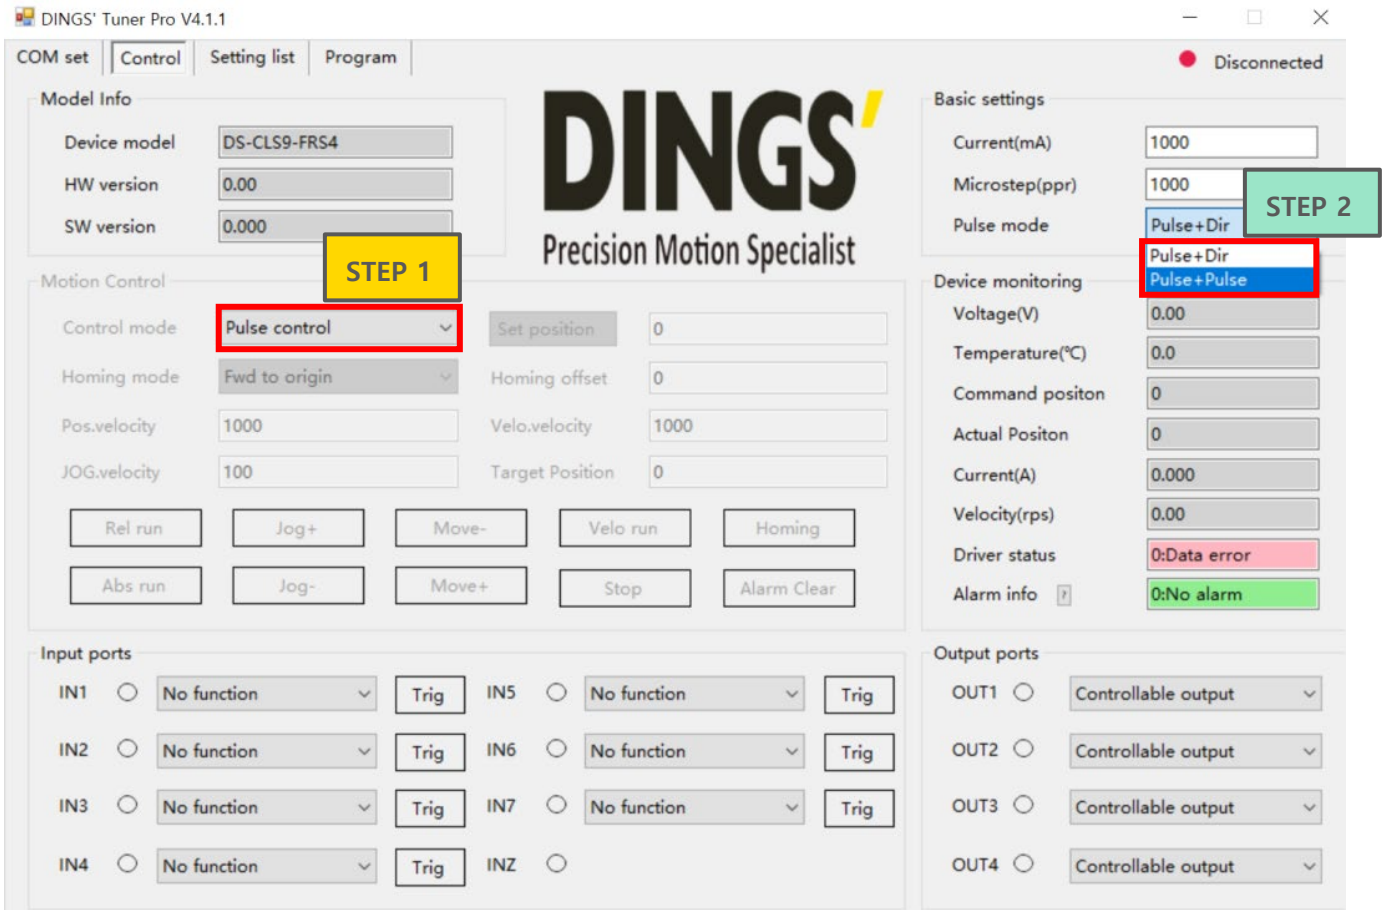 DINGS' Tuner Pro V4.1.1
COM set Control Setting list Program
Disconnected
Model Info
Device model DS-CLS9-FRS4
HW version 0.00
SW version 0.000
DINGS'
Precision Motion Specialist
Basic settings
Current(mA) 1000
Microstep(ppr) 1000
Pulse mode Pulse+Dir
Pulse+Dir
Pulse+Pulse
STEP 2
STEP 1
Motion Control
Control mode Pulse control Set position 0
Homing mode Fwd to origin Homing offset 0
Pos.velocity 1000 Velo.velocity 1000
JOG.velocity 100 Target Position 0
Rel run Jog+ Move- Velo run Homing
Abs run Jog- Move+ Stop Alarm Clear
Device monitoring
Voltage(V) 0.00
Temperature(℃) 0.0
Command positon 0
Actual Positon 0
Current(A) 0.000
Velocity(rps) 0.00
Driver status 0:Data error
Alarm info ? 0:No alarm
Input ports
IN1 No function Trig IN5 No function Trig
IN2 No function Trig IN6 No function Trig
IN3 No function Trig IN7 No function Trig
IN4 No function Trig INZ
Output ports
OUT1 Controllable output
OUT2 Controllable output
OUT3 Controllable output
OUT4 Controllable output